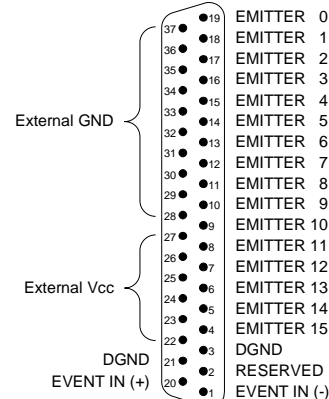 19 EMITTER 0
37
18 EMITTER 1
36
17 EMITTER 2
35
16 EMITTER 3
34
15 EMITTER 4
33
External GND
14 EMITTER 5
32
13 EMITTER 6
31
12 EMITTER 7
30
11 EMITTER 8
29
10 EMITTER 9
28
9 EMITTER 10
27
8 EMITTER 11
26
7 EMITTER 12
25
External Vcc
6 EMITTER 13
24
5 EMITTER 14
23
4 EMITTER 15
22
3 DGND
DGND 21
2 RESERVED
EVENT IN (+) 20
1 EVENT IN (-)